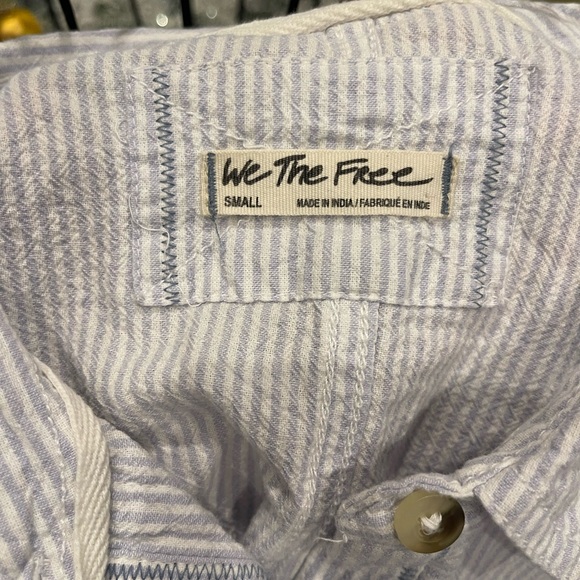 We The Free
SMALL MADE IN INDIA / FABRIQUÉ EN INDE